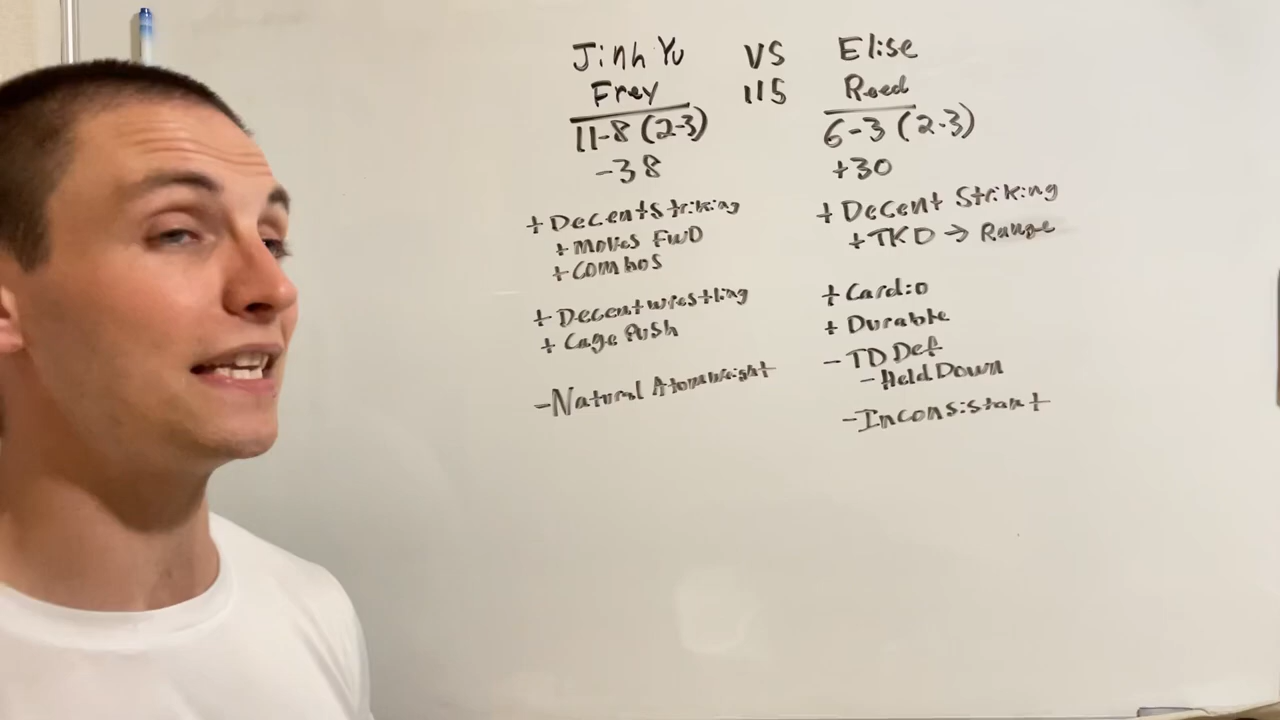 Jinh Yu VS Elise
Frey 115 Reed
11-8 (2-3) 6-3 (2-3)
-38 +30
+ Decent Striking
+ Moves FWD
+ Combos
+ Decent wrestling
+ Cage Push
- Natural Atomweight
+ Decent Striking
+ TKD → Range
+ Cardio
+ Durable
- TD Def
- Held Down
- Inconsistant